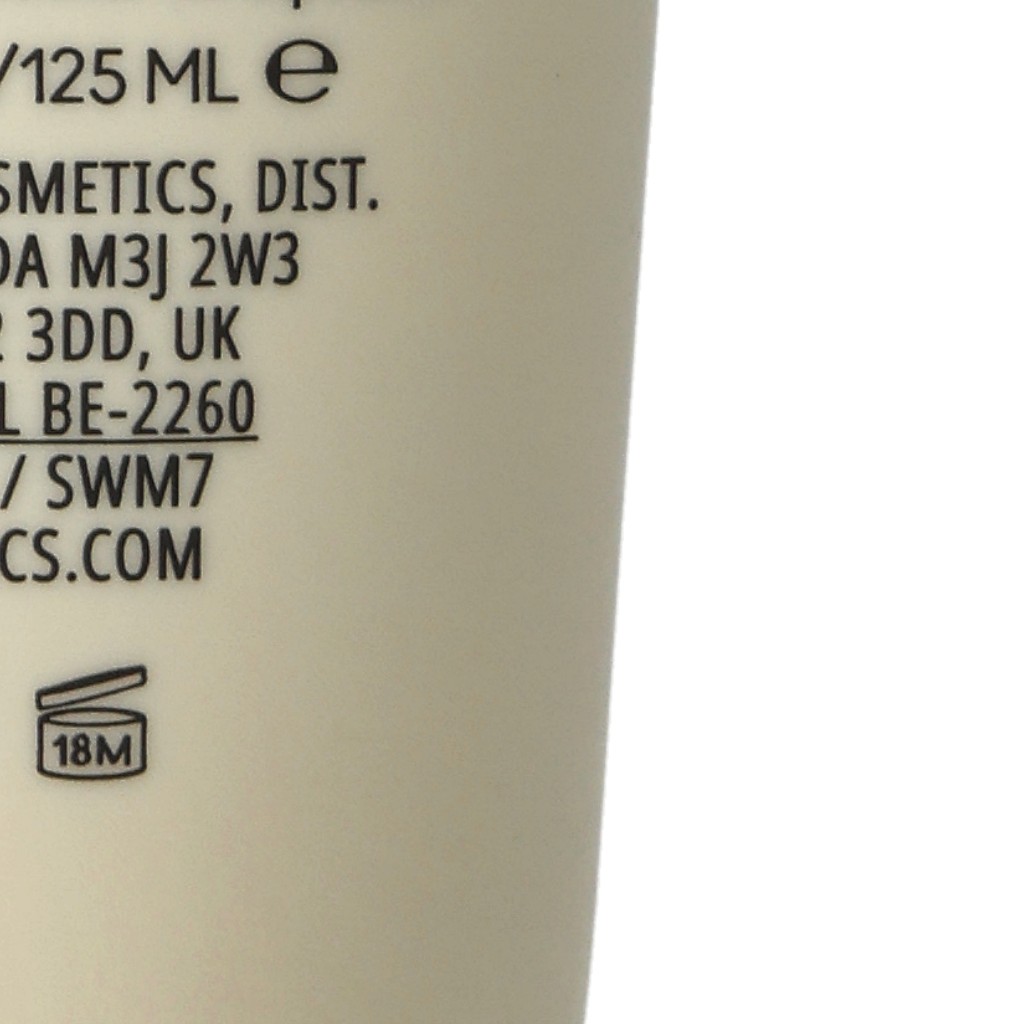 /125 ML e
SMETICS, DIST.
DA M3J 2W3
3DD, UK
L BE-2260
/ SWM7
CS.COM
18M